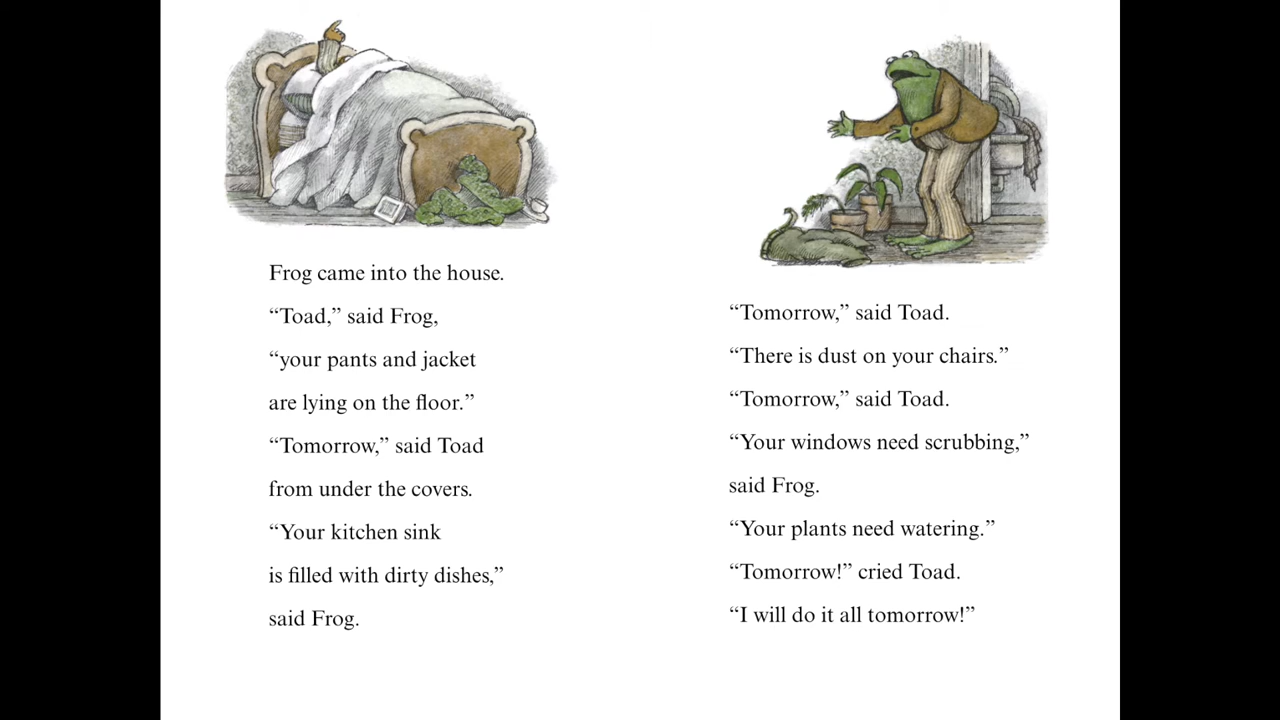 Frog came into the house.
“Toad,” said Frog,
“your pants and jacket
are lying on the floor.”
“Tomorrow,” said Toad
from under the covers.
“Your kitchen sink
is filled with dirty dishes,”
said Frog.
“Tomorrow,” said Toad.
“There is dust on your chairs.”
“Tomorrow,” said Toad.
“Your windows need scrubbing,”
said Frog.
“Your plants need watering.”
“Tomorrow!” cried Toad.
“I will do it all tomorrow!”